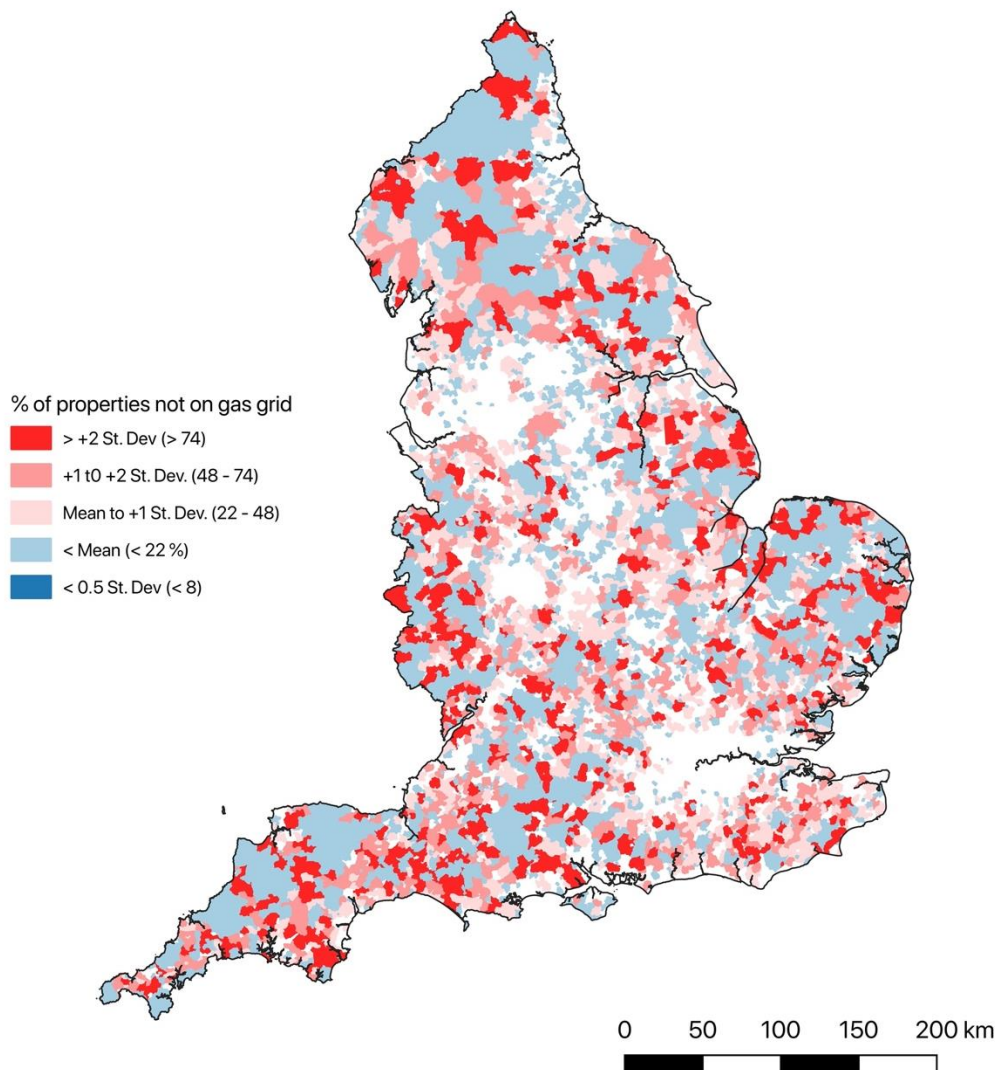 % of properties not on gas grid
> +2 St. Dev (> 74)
+1 t0 +2 St. Dev. (48 - 74)
Mean to +1 St. Dev. (22 - 48)
< Mean (< 22 %)
< 0.5 St. Dev (< 8)
0 50 100 150 200 km